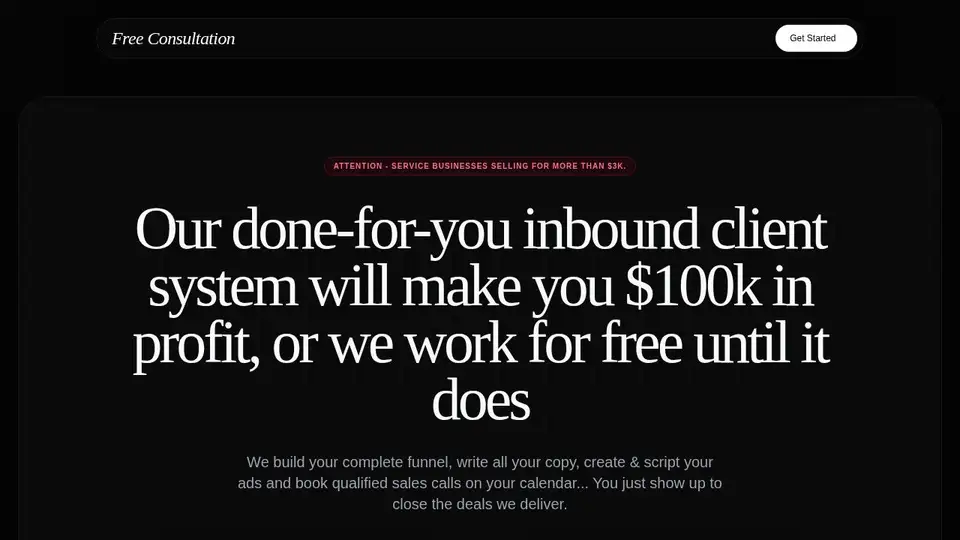 Free Consultation
Get Started
ATTENTION - SERVICE BUSINESSES SELLING FOR MORE THAN $3K.
Our done-for-you inbound client
system will make you $100k in
profit, or we work for free until it
does
We build your complete funnel, write all your copy, create & script your
ads and book qualified sales calls on your calendar... You just show up to
close the deals we deliver.